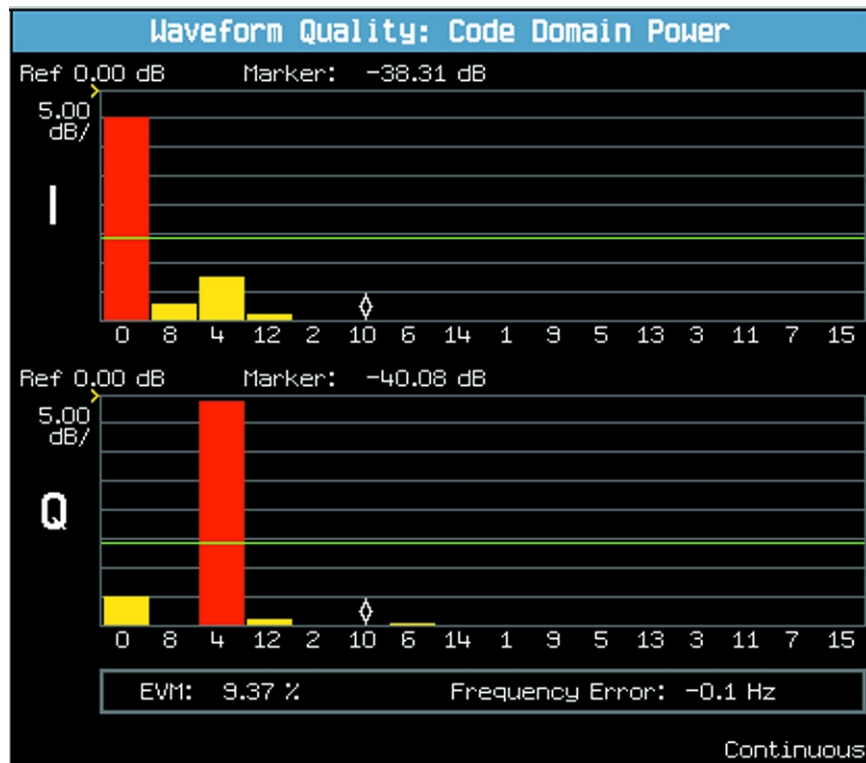 Waveform Quality: Code Domain Power
Ref 0.00 dB Marker: -38.31 dB
5.00
dB/
I
0 8 4 12 2 10 6 14 1 9 5 13 3 11 7 15
Ref 0.00 dB Marker: -40.08 dB
5.00
dB/
Q
0 8 4 12 2 10 6 14 1 9 5 13 3 11 7 15
EVM: 9.37 % Frequency Error: -0.1 Hz
Continuous